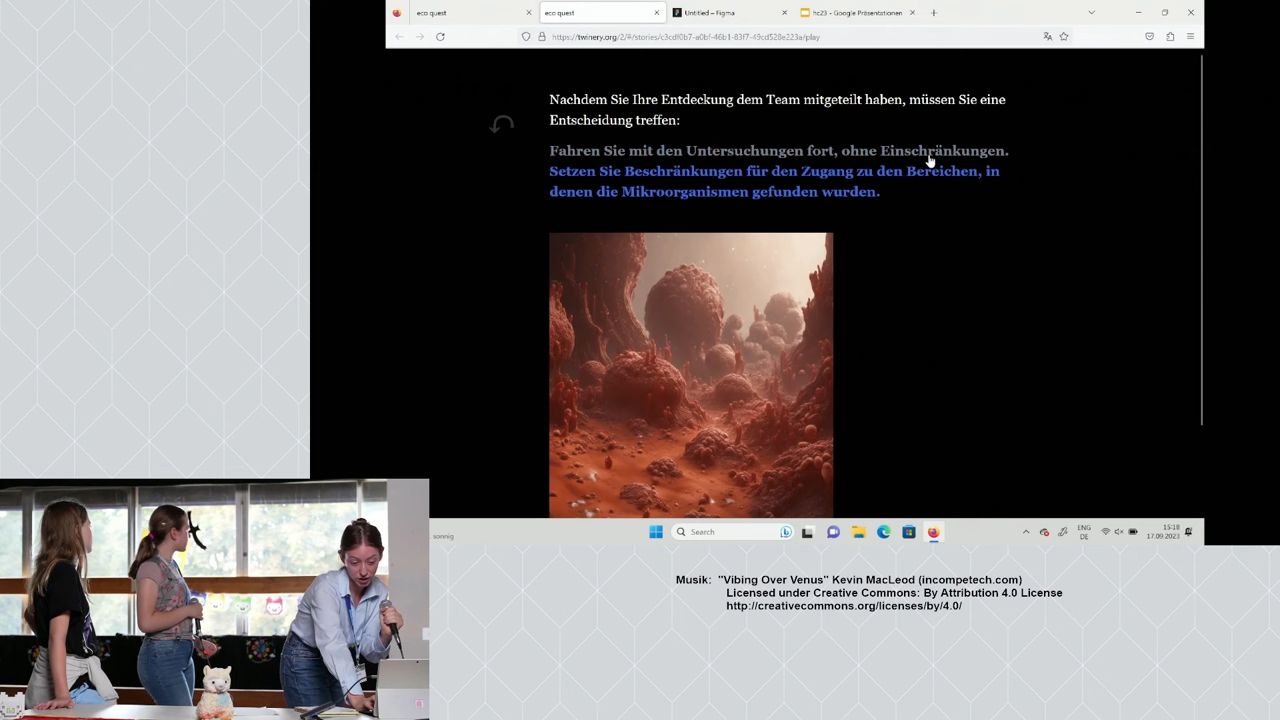 eco quest
eco quest
Untitled – Figma
hc23 - Google Präsentationen
https://twinery.org/2/#/stories/c3cdf0b7-a0bf-46b1-83f7-49cd528e223a/play
Nachdem Sie Ihre Entdeckung dem Team mitgeteilt haben, müssen Sie eine
Entscheidung treffen:
Fahren Sie mit den Untersuchungen fort, ohne Einschränkungen.
Setzen Sie Beschränkungen für den Zugang zu den Bereichen, in
denen die Mikroorganismen gefunden wurden.
sonnig
Search
ENG
DE
15:18
17.09.2023
Musik: "Vibing Over Venus" Kevin MacLeod (incompetech.com)
Licensed under Creative Commons: By Attribution 4.0 License
http://creativecommons.org/licenses/by/4.0/